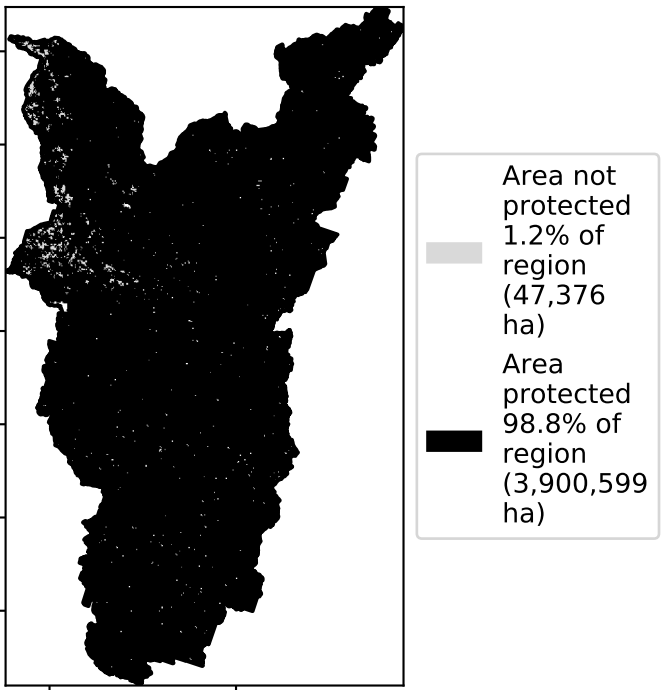 Area not
protected
1.2% of
region
(47,376
ha)
Area
protected
98.8% of
region
(3,900,599
ha)